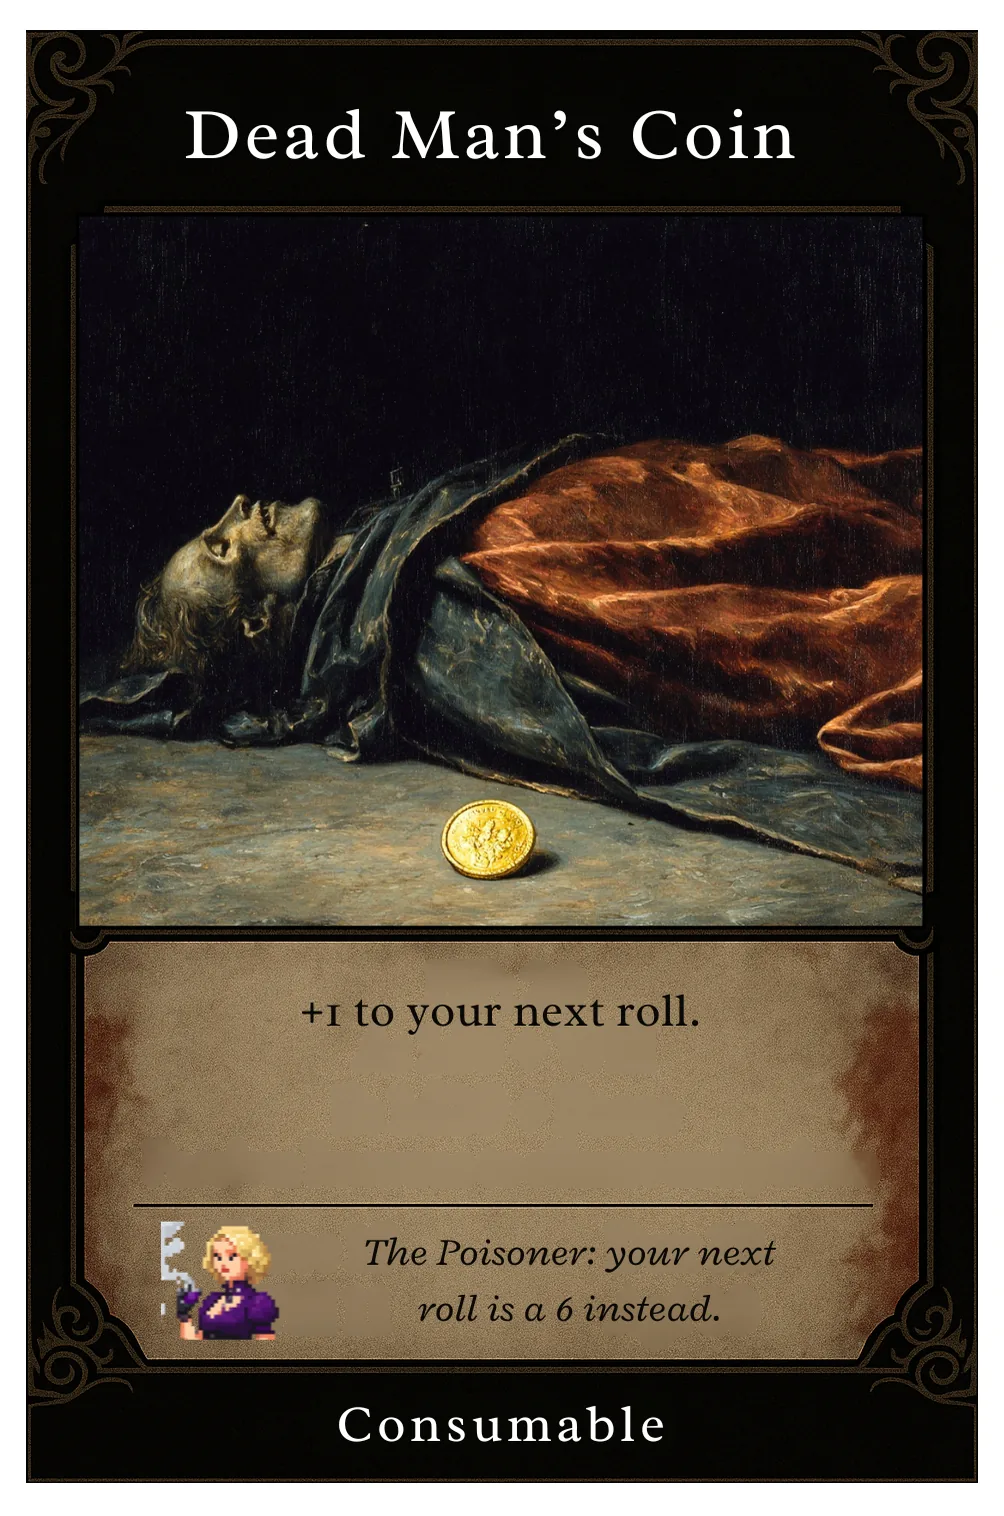 Dead Man’s Coin
+1 to your next roll.
The Poisoner: your next
roll is a 6 instead.
Consumable